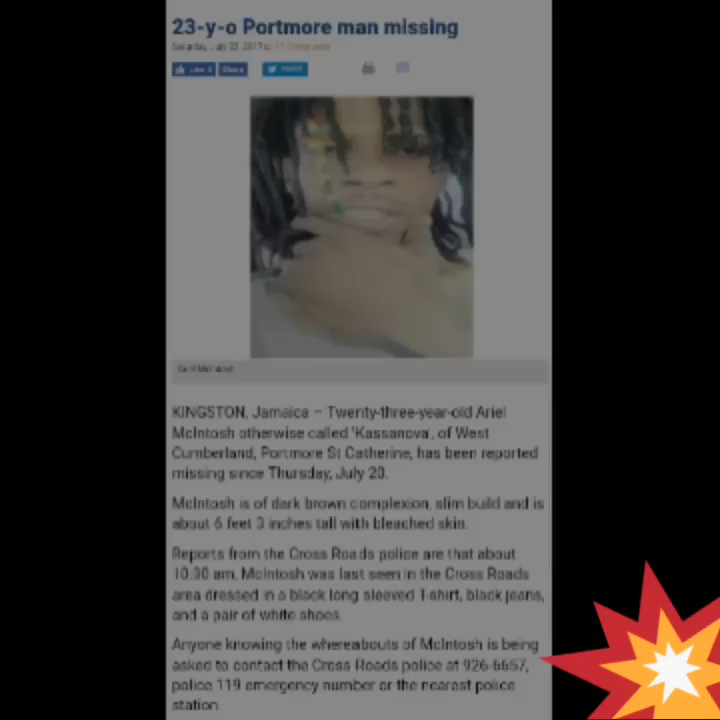 23-y-o Portmore man missing
Saturday, July 22, 2017
Like
Share
Tweet
KINGSTON, Jamaica – Twenty-three-year-old Ariel
McIntosh otherwise called 'Kassanova', of West
Cumberland, Portmore St Catherine, has been reported
missing since Thursday, July 20.
McIntosh is of dark brown complexion, slim build and is
about 6 feet 3 inches tall with bleached skin.
Reports from the Cross Roads police are that about
10:30 am, McIntosh was last seen in the Cross Roads
area dressed in a black long sleeved T-shirt, black jeans,
and a pair of white shoes.
Anyone knowing the whereabouts of McIntosh is being
asked to contact the Cross Roads police at 926-6657,
police 119 emergency number or the nearest police
station.